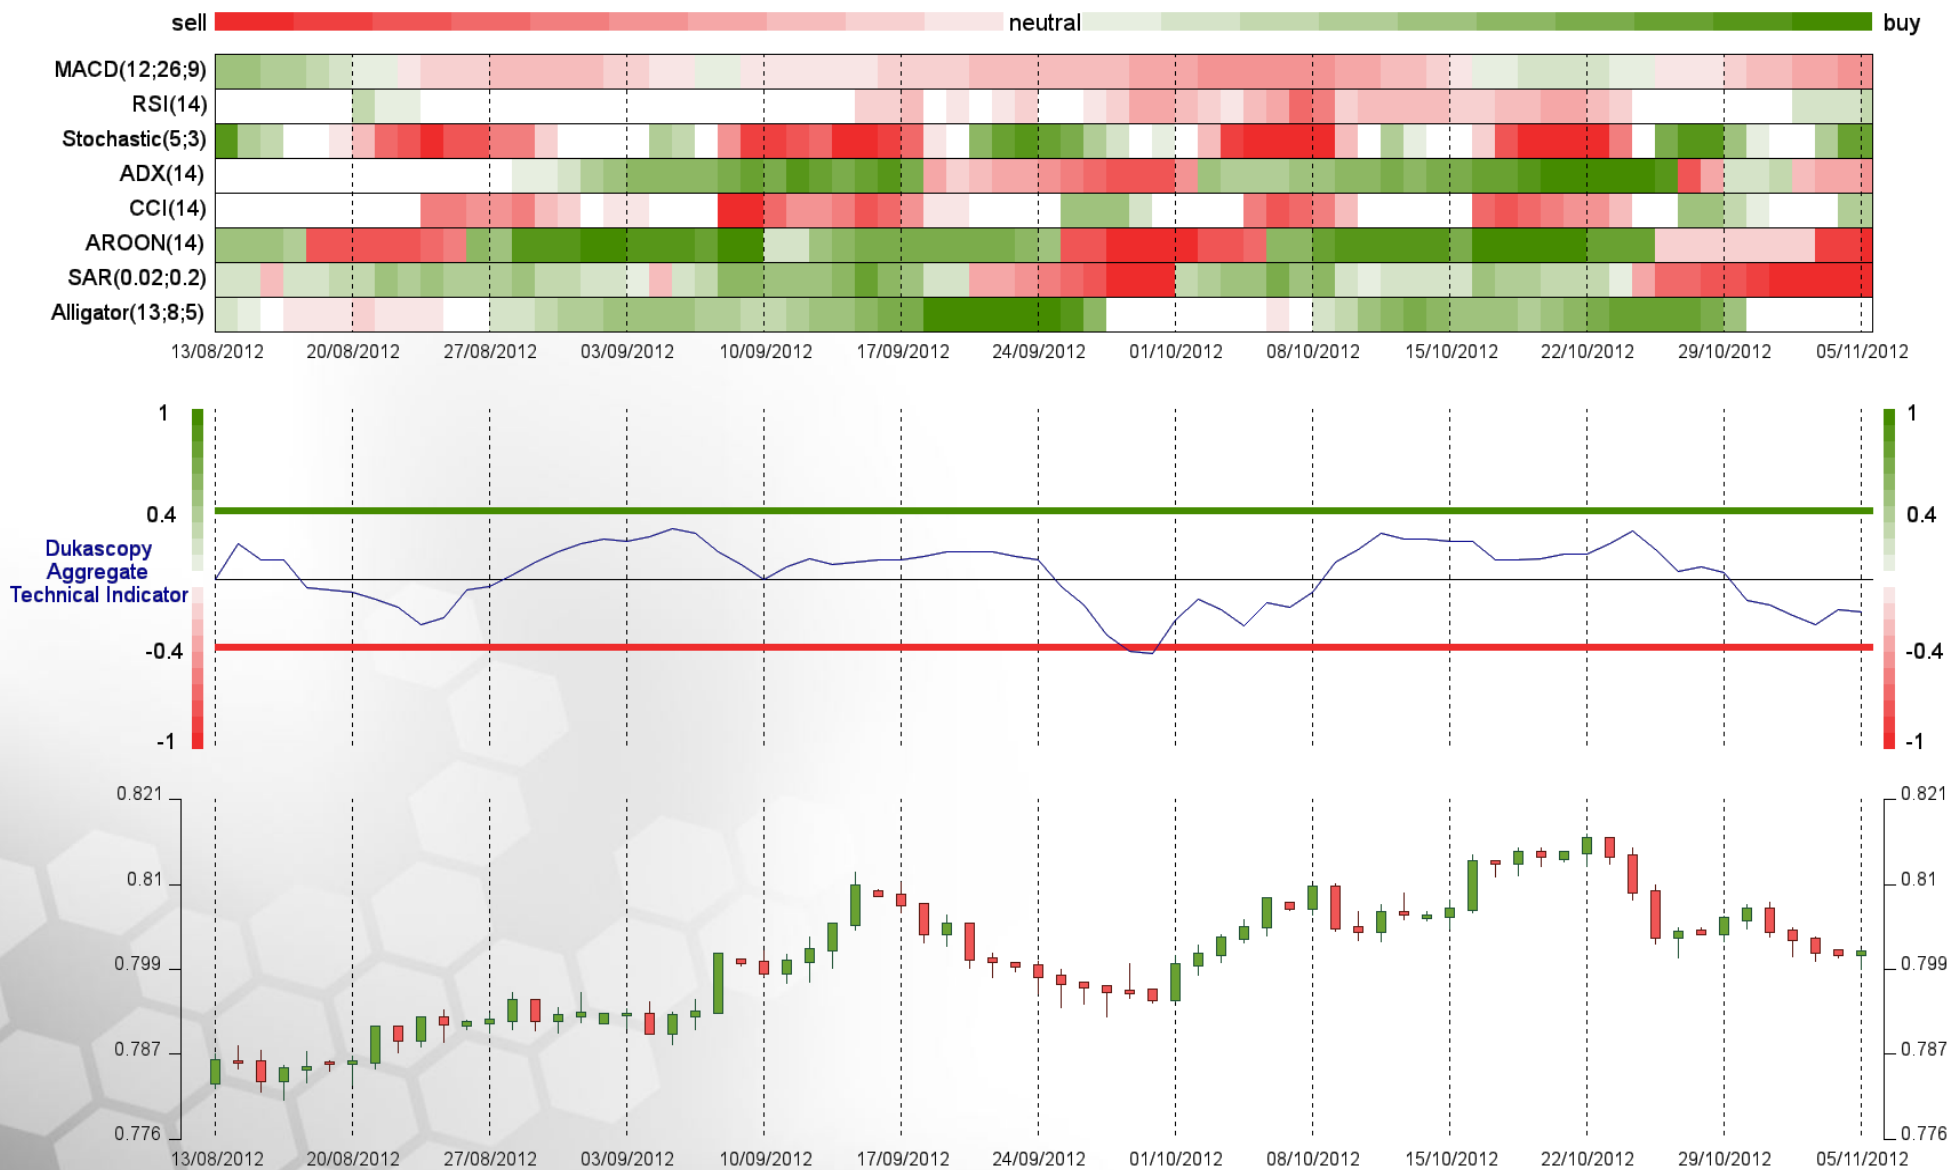 sell neutral buy
MACD(12;26;9)
RSI(14)
Stochastic(5;3)
ADX(14)
CCI(14)
AROON(14)
SAR(0.02;0.2)
Alligator(13;8;5)
13/08/2012 20/08/2012 27/08/2012 03/09/2012 10/09/2012 17/09/2012 24/09/2012 01/10/2012 08/10/2012 15/10/2012 22/10/2012 29/10/2012 05/11/2012
1 1
0.4 0.4
Dukascopy
Aggregate
Technical Indicator
-0.4 -0.4
-1 -1
0.821 0.821
0.81 0.81
0.799 0.799
0.787 0.787
0.776 0.776
13/08/2012 20/08/2012 27/08/2012 03/09/2012 10/09/2012 17/09/2012 24/09/2012 01/10/2012 08/10/2012 15/10/2012 22/10/2012 29/10/2012 05/11/2012